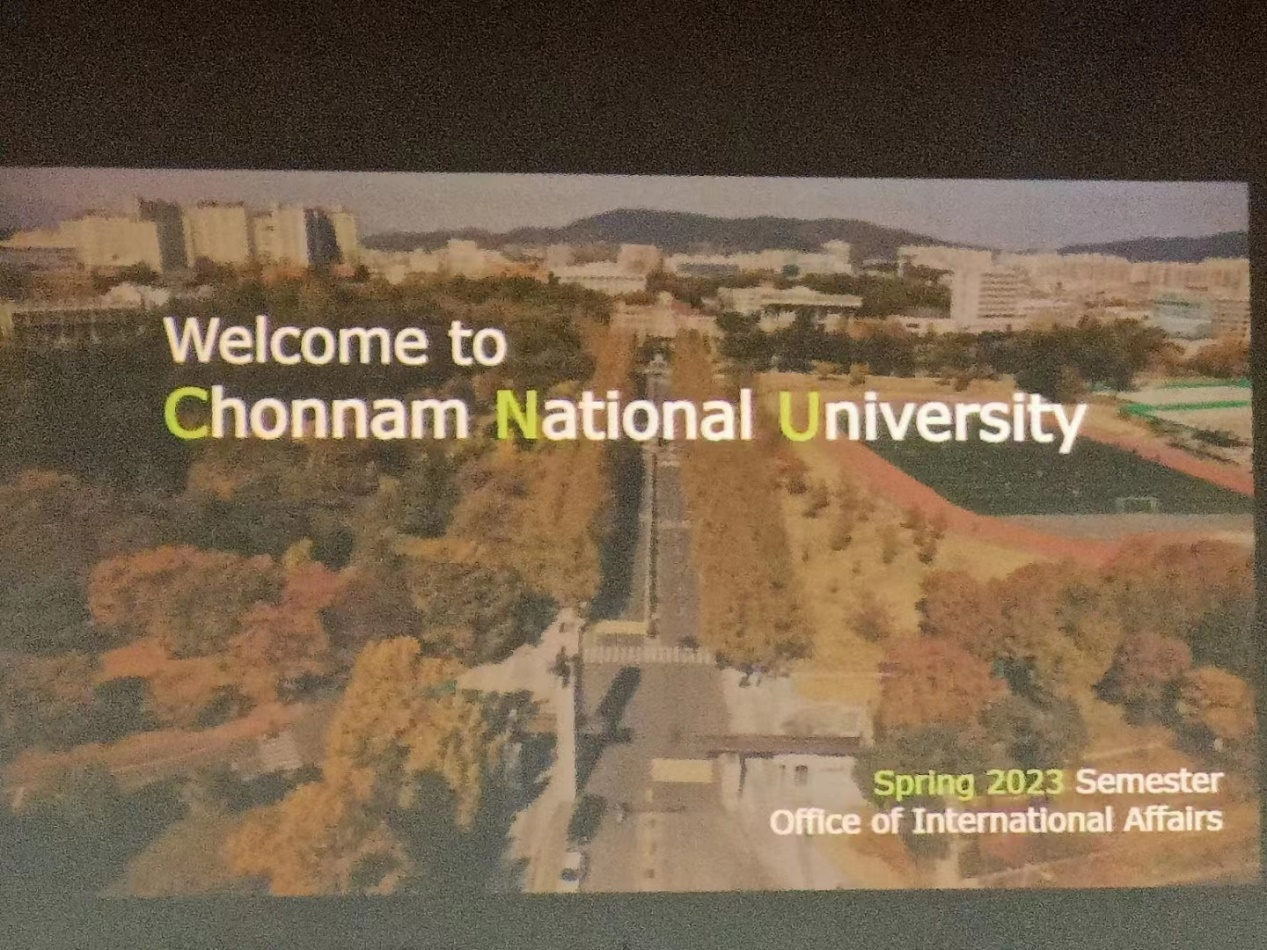 Welcome to
Chonnam National University
Spring 2023 Semester
Office of International Affairs